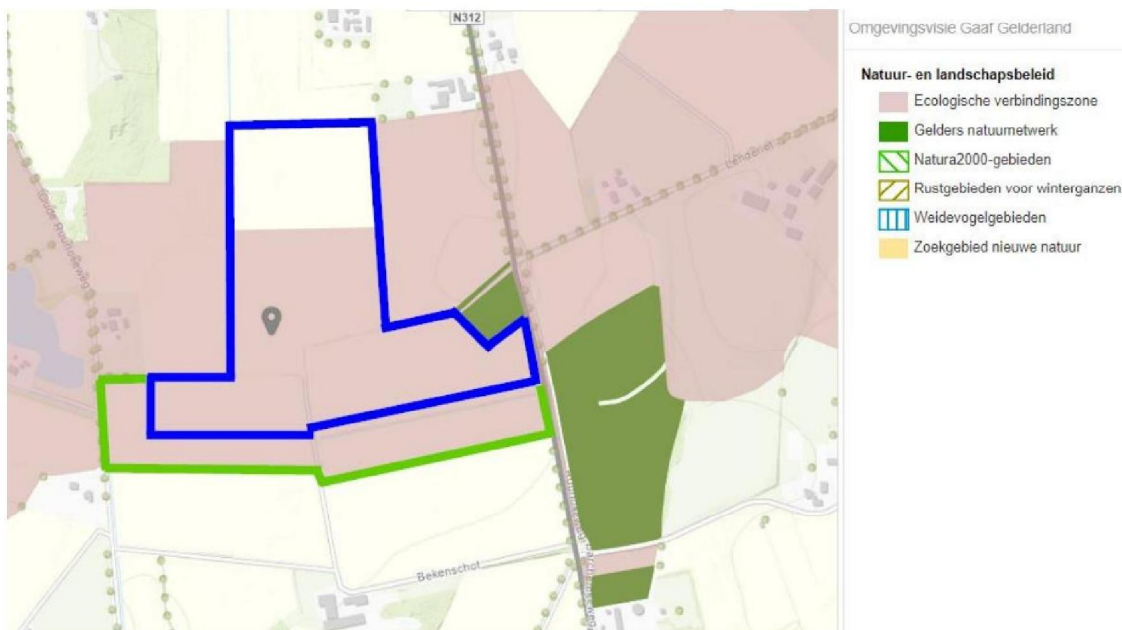 N312
Omgevingsvisie Gaaf Gelderland
Natuur- en landschapsbeleid
Ecologische verbindingszone
Gelders natuurnetwerk
Natura2000-gebieden
Rustgebieden voor winterganzen
Weidevogelgebieden
Zoekgebied nieuwe natuur
Bekenschot